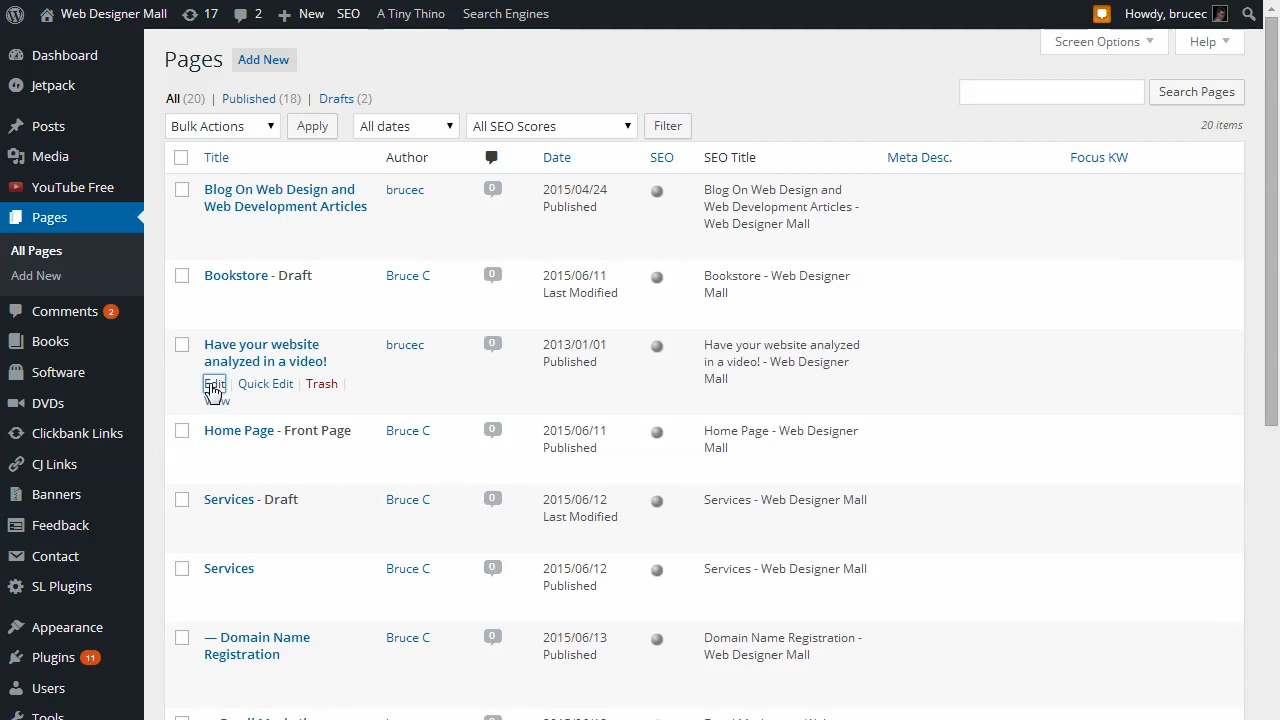 Web Designer Mall 17 2 New SEO A Tiny Thino Search Engines Howdy, brucec
Screen Options Help
Dashboard
Jetpack
Posts
Media
YouTube Free
Pages
All Pages
Add New
Comments 2
Books
Software
DVDs
Clickbank Links
CJ Links
Banners
Feedback
Contact
SL Plugins
Appearance
Plugins 11
Users
Tools
Pages Add New
All (20) | Published (18) | Drafts (2)
Search Pages
Bulk Actions Apply All dates All SEO Scores Filter
20 items
Title Author Date SEO SEO Title Meta Desc. Focus KW
Blog On Web Design and brucec 0 2015/04/24 Blog On Web Design and
Web Development Articles Published Web Development Articles -
Web Designer Mall
Bookstore - Draft Bruce C 0 2015/06/11 Bookstore - Web Designer
Last Modified Mall
Have your website brucec 0 2013/01/01 Have your website analyzed
analyzed in a video! Published in a video! - Web Designer
Mall
Edit | Quick Edit | Trash |
View
Home Page - Front Page Bruce C 0 2015/06/11 Home Page - Web Designer
Published Mall
Services - Draft Bruce C 0 2015/06/12 Services - Web Designer Mall
Last Modified
Services Bruce C 0 2015/06/12 Services - Web Designer Mall
Published
— Domain Name Bruce C 0 2015/06/13 Domain Name Registration -
Registration Published Web Designer Mall